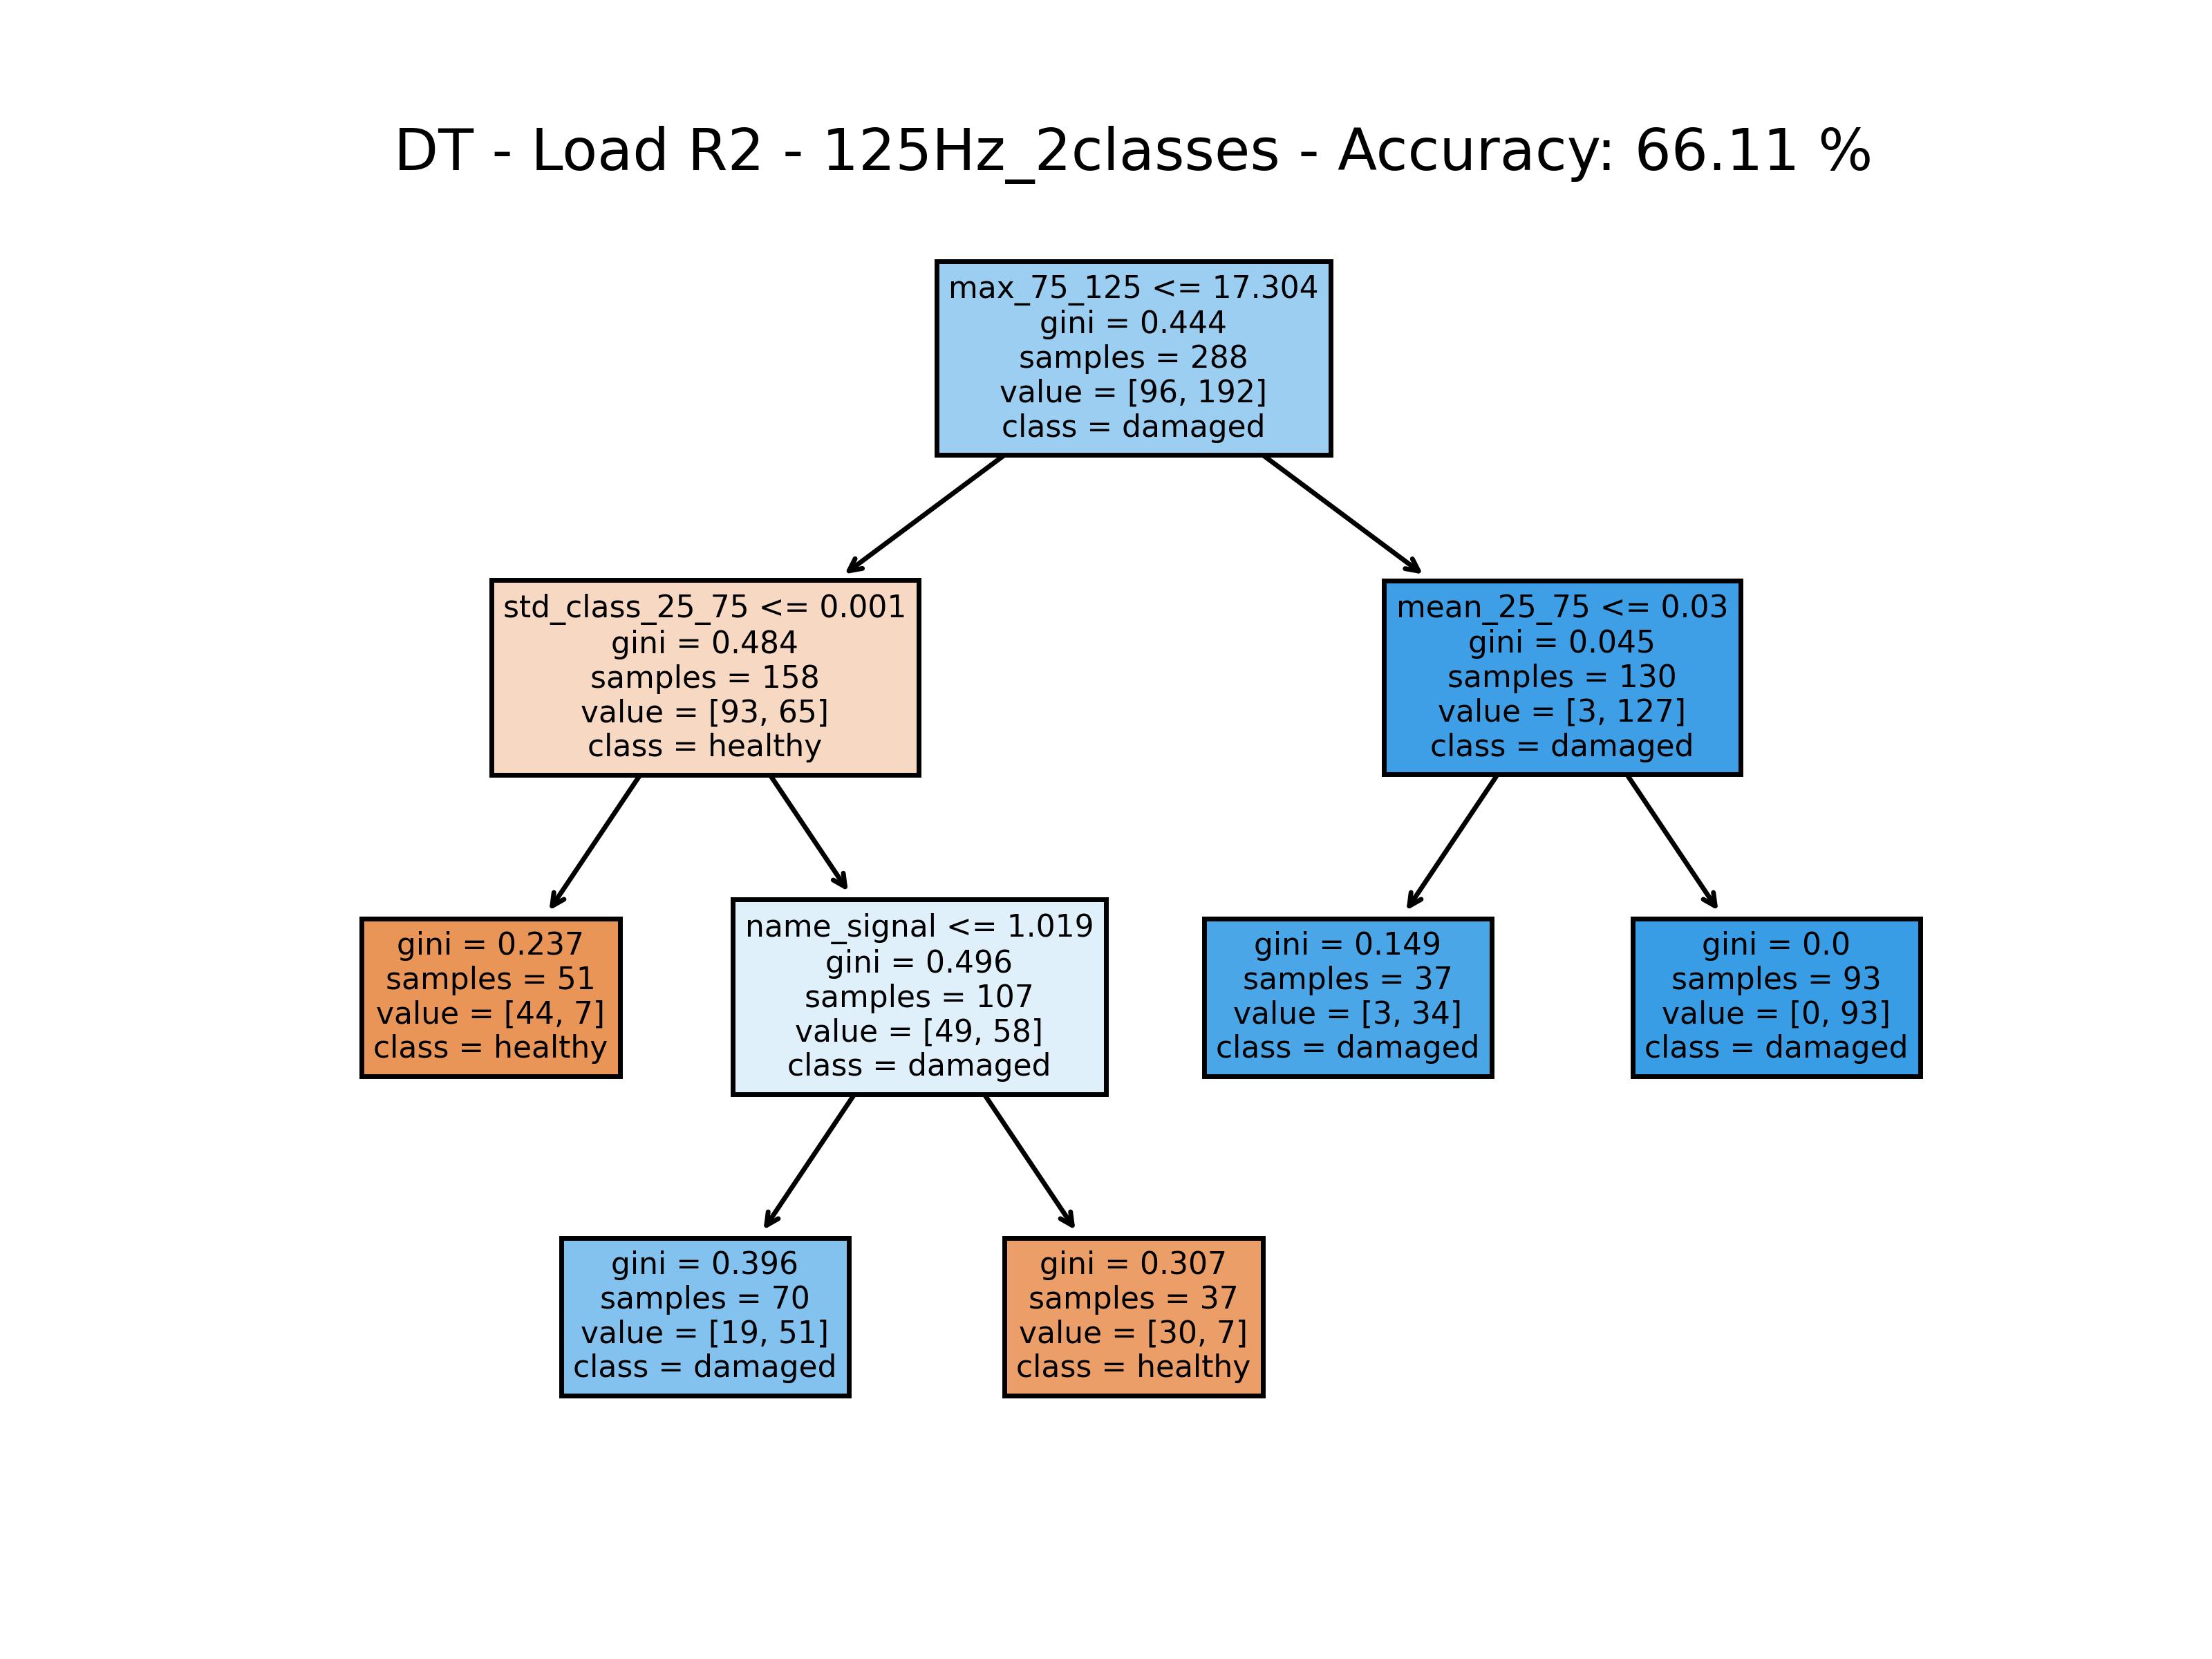 DT - Load R2 - 125Hz_2classes - Accuracy: 66.11 %
max_75_125 <= 17.304
gini = 0.444
samples = 288
value = [96, 192]
class = damaged
std_class_25_75 <= 0.001
gini = 0.484
samples = 158
value = [93, 65]
class = healthy
mean_25_75 <= 0.03
gini = 0.045
samples = 130
value = [3, 127]
class = damaged
gini = 0.237
samples = 51
value = [44, 7]
class = healthy
name_signal <= 1.019
gini = 0.496
samples = 107
value = [49, 58]
class = damaged
gini = 0.149
samples = 37
value = [3, 34]
class = damaged
gini = 0.0
samples = 93
value = [0, 93]
class = damaged
gini = 0.396
samples = 70
value = [19, 51]
class = damaged
gini = 0.307
samples = 37
value = [30, 7]
class = healthy